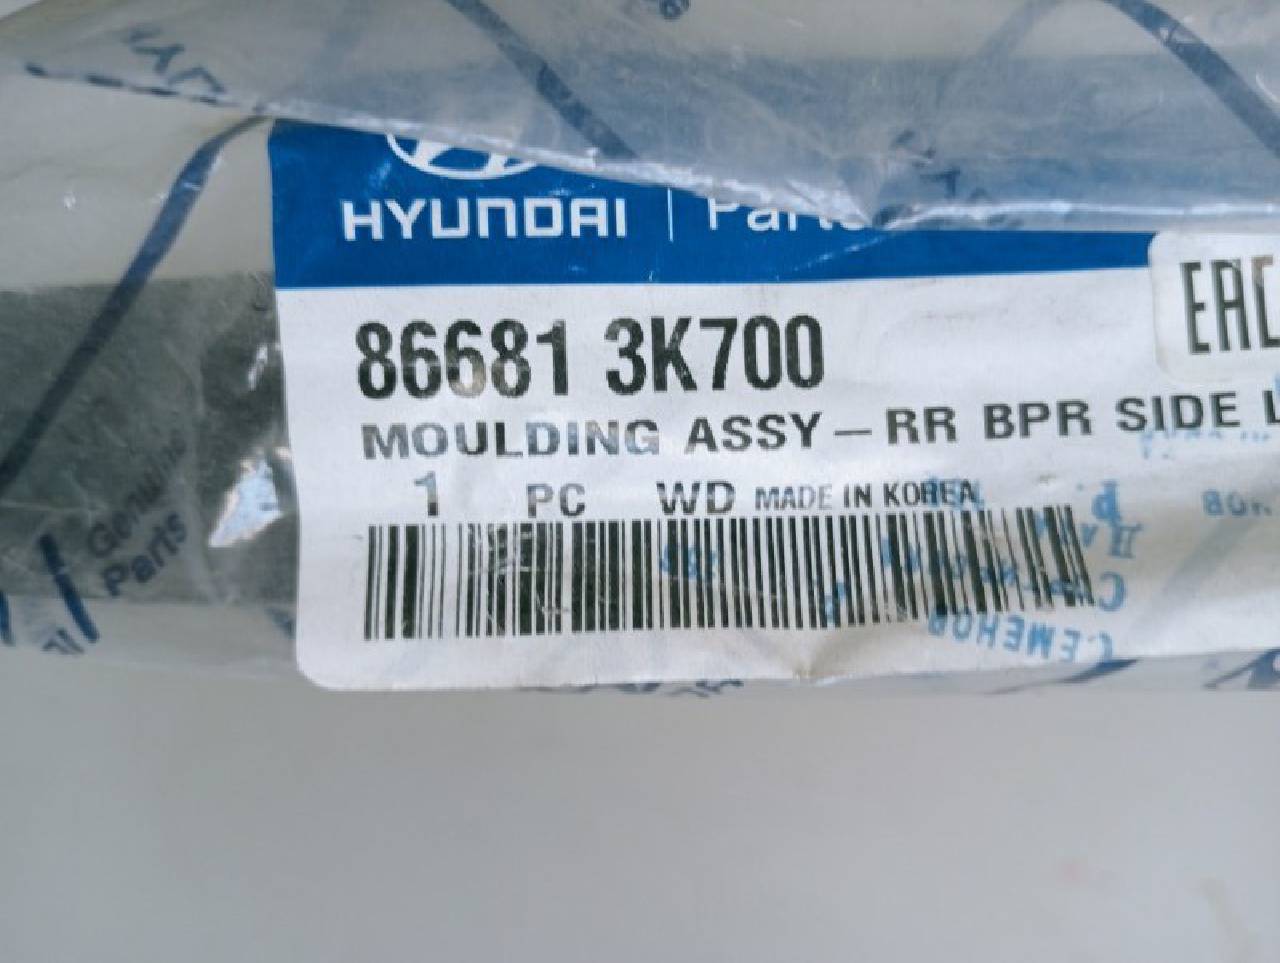 HYUNDAI | Parts
EAC
86681 3K700
MOULDING ASSY-RR BPR SIDE L
1 PC WD MADE IN KOREA
Genuine
Parts